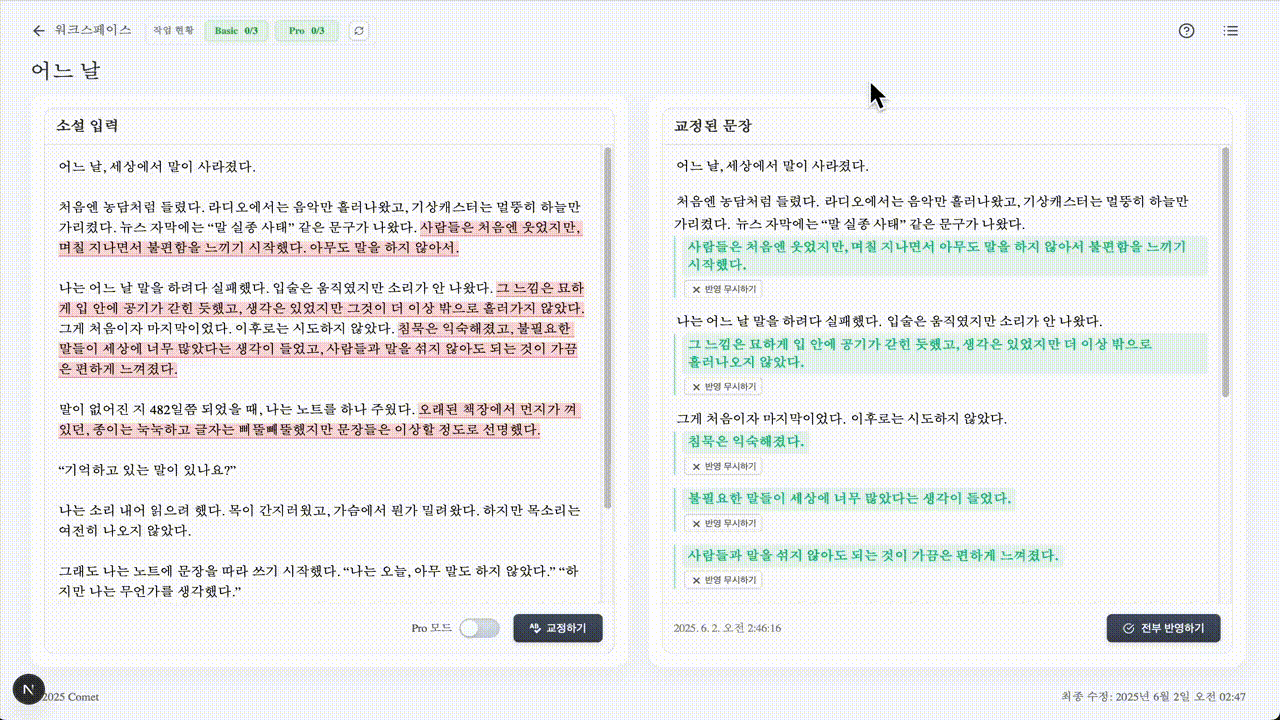 워크스페이스
작업 현황
Basic 0/3
Pro 0/3
어느 날
소설 입력
어느 날, 세상에서 말이 사라졌다.
처음엔 농담처럼 들렸다. 라디오에서는 음악만 흘러나왔고, 기상캐스터는 멀뚱히 하늘만
가리켰다. 뉴스 자막에는 “말 실종 사태” 같은 문구가 나왔다. 사람들은 처음엔 웃었지만,
며칠 지나면서 불편함을 느끼기 시작했다. 아무도 말을 하지 않아서.
나는 어느 날 말을 하려다 실패했다. 입술은 움직였지만 소리가 안 나왔다. 그 느낌은 묘하
게 입 안에 공기가 갇힌 듯했고, 생각은 있었지만 그것이 더 이상 밖으로 흘러가지 않았다.
그게 처음이자 마지막이었다. 이후로는 시도하지 않았다. 침묵은 익숙해졌고, 불필요한
말들이 세상에 너무 많았다는 생각이 들었고, 사람들과 말을 섞지 않아도 되는 것이 가끔
은 편하게 느껴졌다.
말이 없어진 지 482일쯤 되었을 때, 나는 노트를 하나 주웠다. 오래된 책장에서 먼지가 껴
있던, 종이는 눅눅하고 글자는 삐뚤빼뚤했지만 문장들은 이상할 정도로 선명했다.
“기억하고 있는 말이 있나요?”
나는 소리 내어 읽으려 했다. 목이 간지러웠고, 가슴에서 뭔가 밀려왔다. 하지만 목소리는
여전히 나오지 않았다.
그래도 나는 노트에 문장을 따라 쓰기 시작했다. “나는 오늘, 아무 말도 하지 않았다.” “하
지만 나는 무언가를 생각했다.”
Pro 모드
교정하기
교정된 문장
어느 날, 세상에서 말이 사라졌다.
처음엔 농담처럼 들렸다. 라디오에서는 음악만 흘러나왔고, 기상캐스터는 멀뚱히 하늘만
가리켰다. 뉴스 자막에는 “말 실종 사태” 같은 문구가 나왔다.
사람들은 처음엔 웃었지만, 며칠 지나면서 아무도 말을 하지 않아서 불편함을 느끼기
시작했다.
반영 무시하기
나는 어느 날 말을 하려다 실패했다. 입술은 움직였지만 소리가 안 나왔다.
그 느낌은 묘하게 입 안에 공기가 갇힌 듯했고, 생각은 있었지만 더 이상 밖으로
흘러나오지 않았다.
반영 무시하기
그게 처음이자 마지막이었다. 이후로는 시도하지 않았다.
침묵은 익숙해졌다.
반영 무시하기
불필요한 말들이 세상에 너무 많았다는 생각이 들었다.
반영 무시하기
사람들과 말을 섞지 않아도 되는 것이 가끔은 편하게 느껴졌다.
반영 무시하기
2025. 6. 2. 오전 2:46:16
전부 반영하기
N
2025 Comet
최종 수정: 2025년 6월 2일 오전 02:47